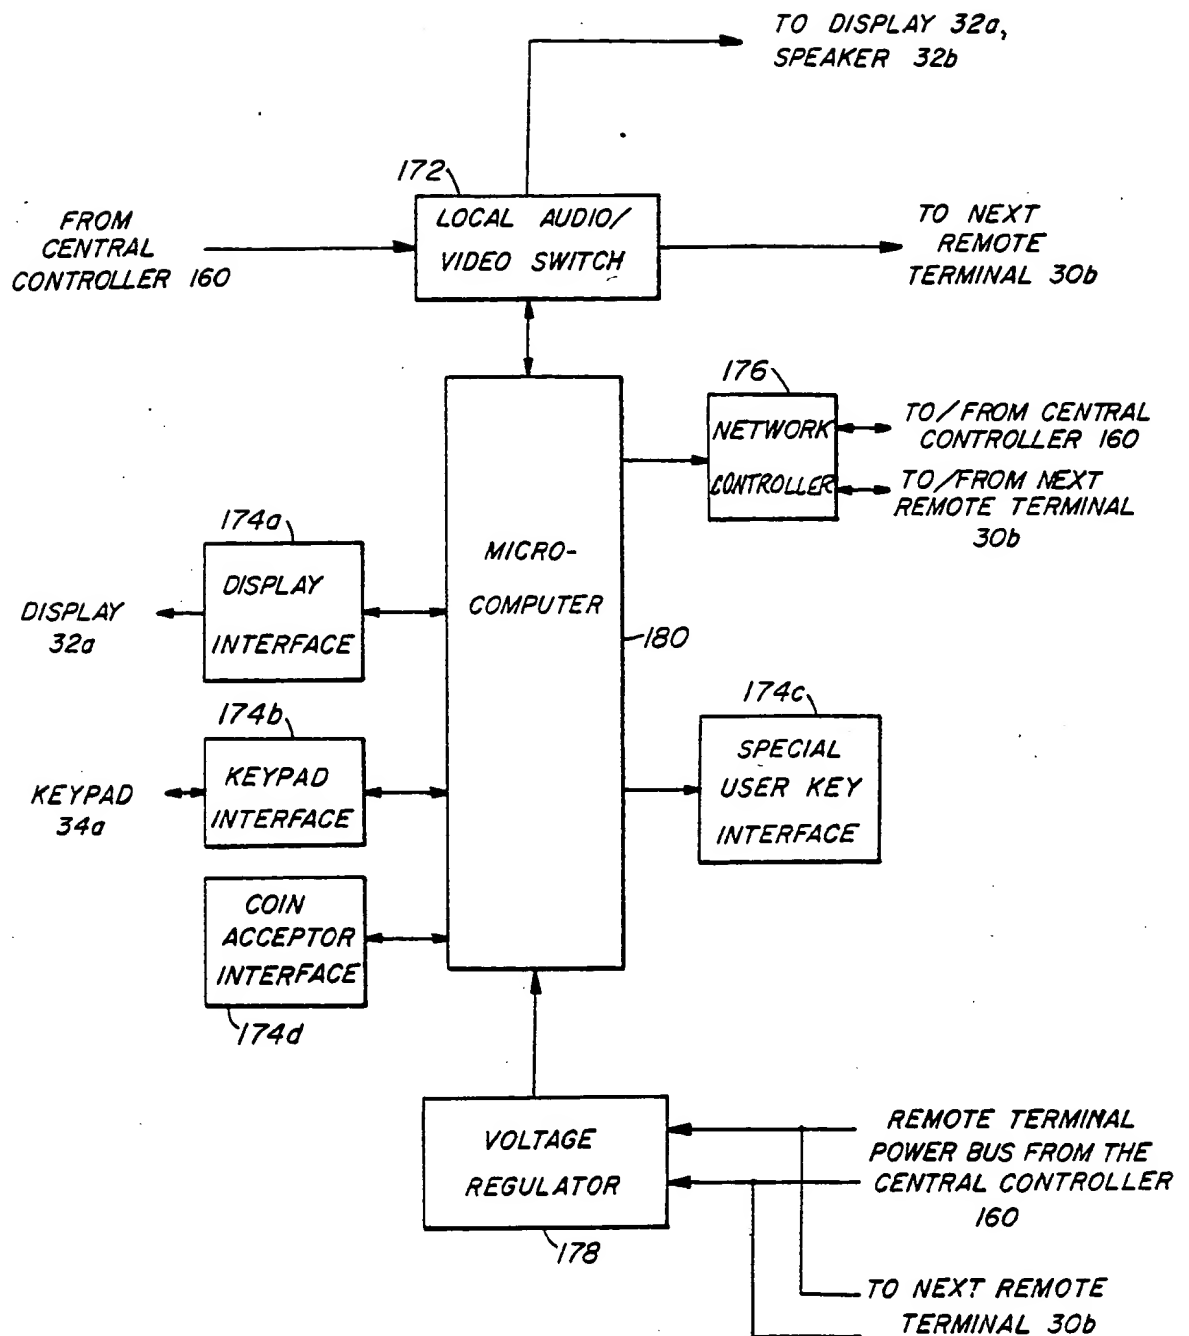 TO DISPLAY 32a,
SPEAKER 32b
172
FROM
CENTRAL
CONTROLLER 160
LOCAL AUDIO/
VIDEO SWITCH
TO NEXT
REMOTE
TERMINAL 30b
176
NETWORK
CONTROLLER
TO/FROM CENTRAL
CONTROLLER 160
TO/FROM NEXT
REMOTE TERMINAL
30b
174a
DISPLAY
INTERFACE
DISPLAY
32a
MICRO-
COMPUTER
180
174b
KEYPAD
INTERFACE
KEYPAD
34a
174c
SPECIAL
USER KEY
INTERFACE
COIN
ACCEPTOR
INTERFACE
174d
VOLTAGE
REGULATOR
178
REMOTE TERMINAL
POWER BUS FROM THE
CENTRAL CONTROLLER
160
TO NEXT REMOTE
TERMINAL 30b